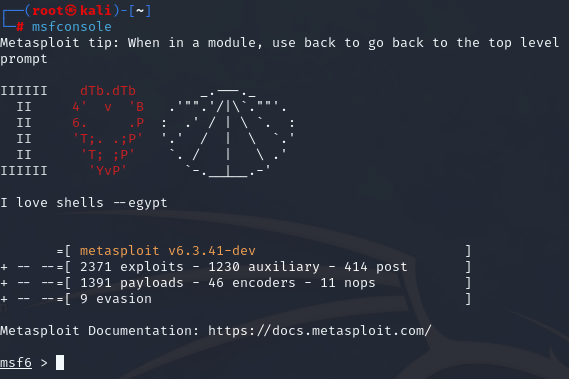 ┌──(root㉿kali)-[~]
└─# msfconsole
Metasploit tip: When in a module, use back to go back to the top level
prompt
IIIIII    dTb.dTb        _.---._
  II     4'  v  'B   .'"".'/|\`.""'.
  II     6.     .P  :  .' / | \ `.  :
  II     'T;. .;P'  '.'  /  |  \  `.'
  II      'T; ;P'    `. /   |   \ .'
IIIIII     'YvP'       `-.__|__.-'
I love shells --egypt
       =[ metasploit v6.3.41-dev                          ]
+ -- --=[ 2371 exploits - 1230 auxiliary - 414 post       ]
+ -- --=[ 1391 payloads - 46 encoders - 11 nops           ]
+ -- --=[ 9 evasion                                       ]
Metasploit Documentation: https://docs.metasploit.com/
msf6 >